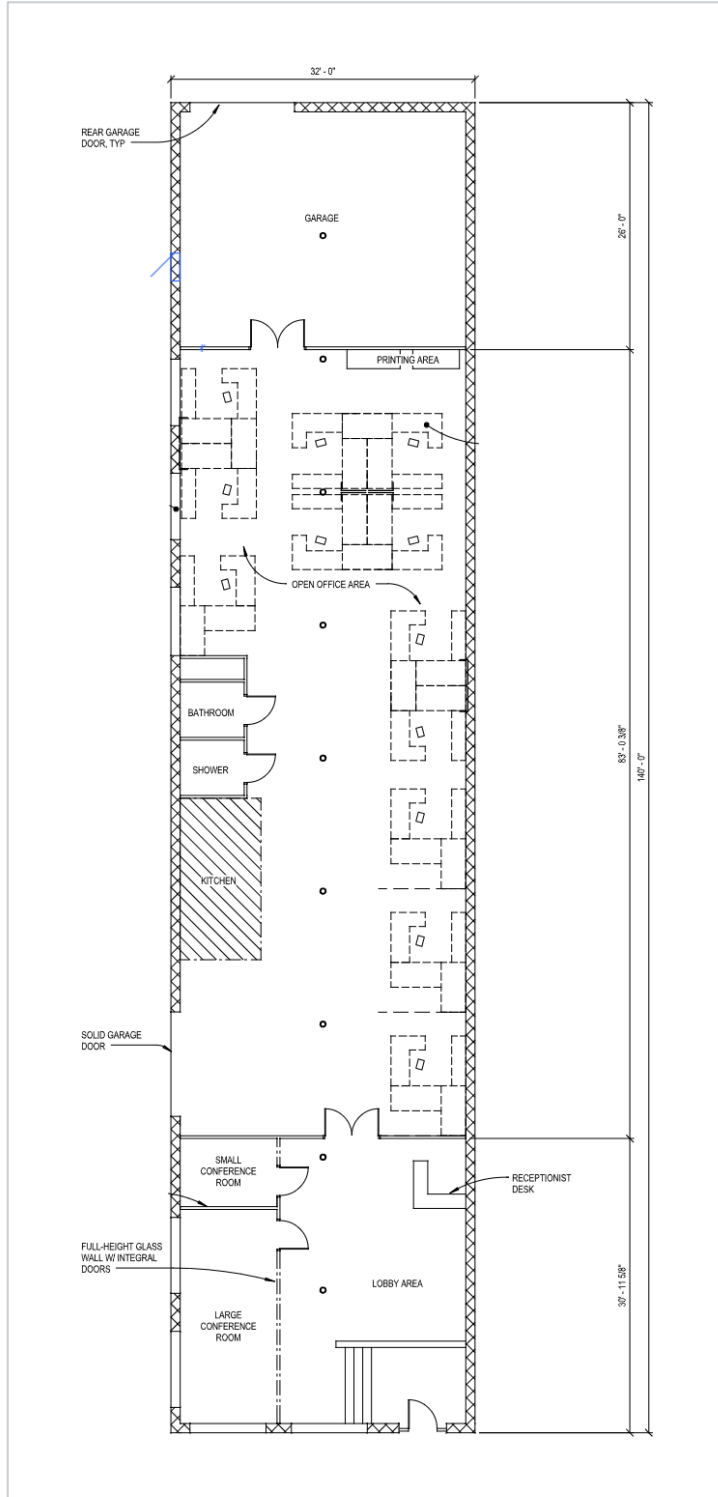 32' - 0"
REAR GARAGE
DOOR, TYP
GARAGE
26' - 0"
PRINTING AREA
OPEN OFFICE AREA
BATHROOM
SHOWER
83' - 0 3/8"
140' - 0"
KITCHEN
SOLID GARAGE
DOOR
SMALL
CONFERENCE
ROOM
RECEPTIONIST
DESK
FULL-HEIGHT GLASS
WALL W/ INTEGRAL
DOORS
LOBBY AREA
30' - 11 5/8"
LARGE
CONFERENCE
ROOM